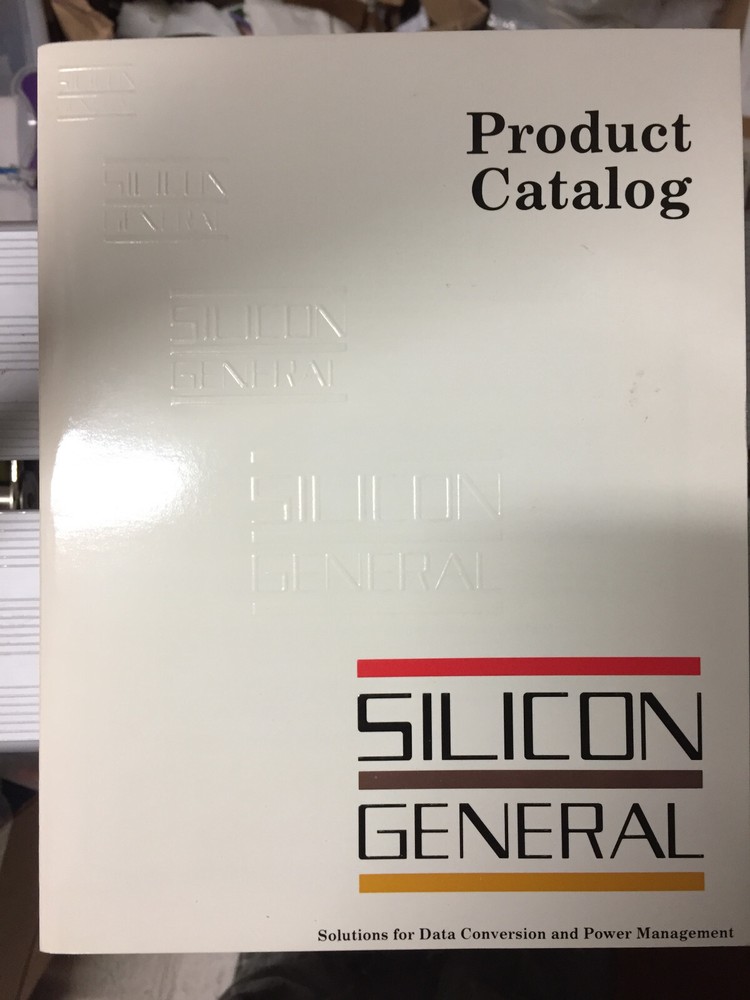 Product
Catalog
SILICON
GENERAL
SILICON
GENERAL
SILICON
GENERAL
SILICON
GENERAL
Solutions for Data Conversion and Power Management